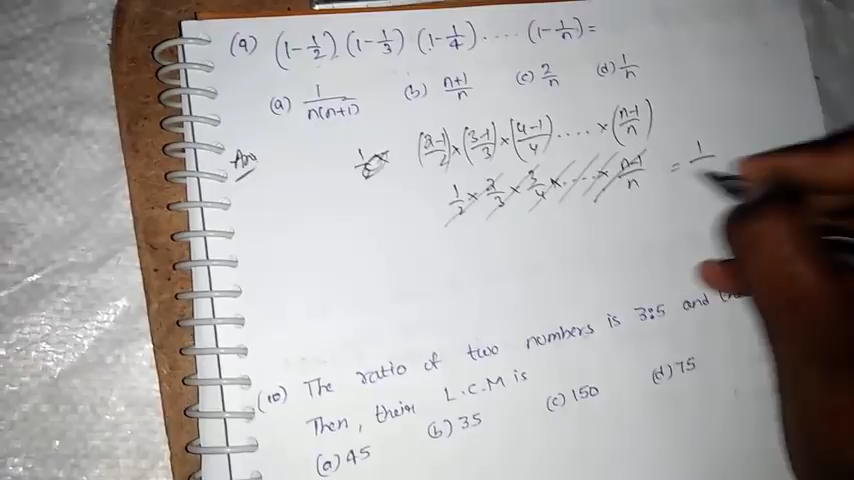 (9) (1-1/2) (1-1/3) (1-1/4) ..... (1-1/n) =
(a) 1/n(n+1) (b) n+1/n (c) 2/n (d) 1/n
Ans (2-1/2) × (3-1/3) × (4-1/4) .... × (n-1/n)
1/2 × 2/3 × 3/4 × .... × n-1/n = 1/
(10) The ratio of two numbers is 3:5 and
Then, their L.C.M is
(a) 45 (b) 35 (c) 150 (d) 75